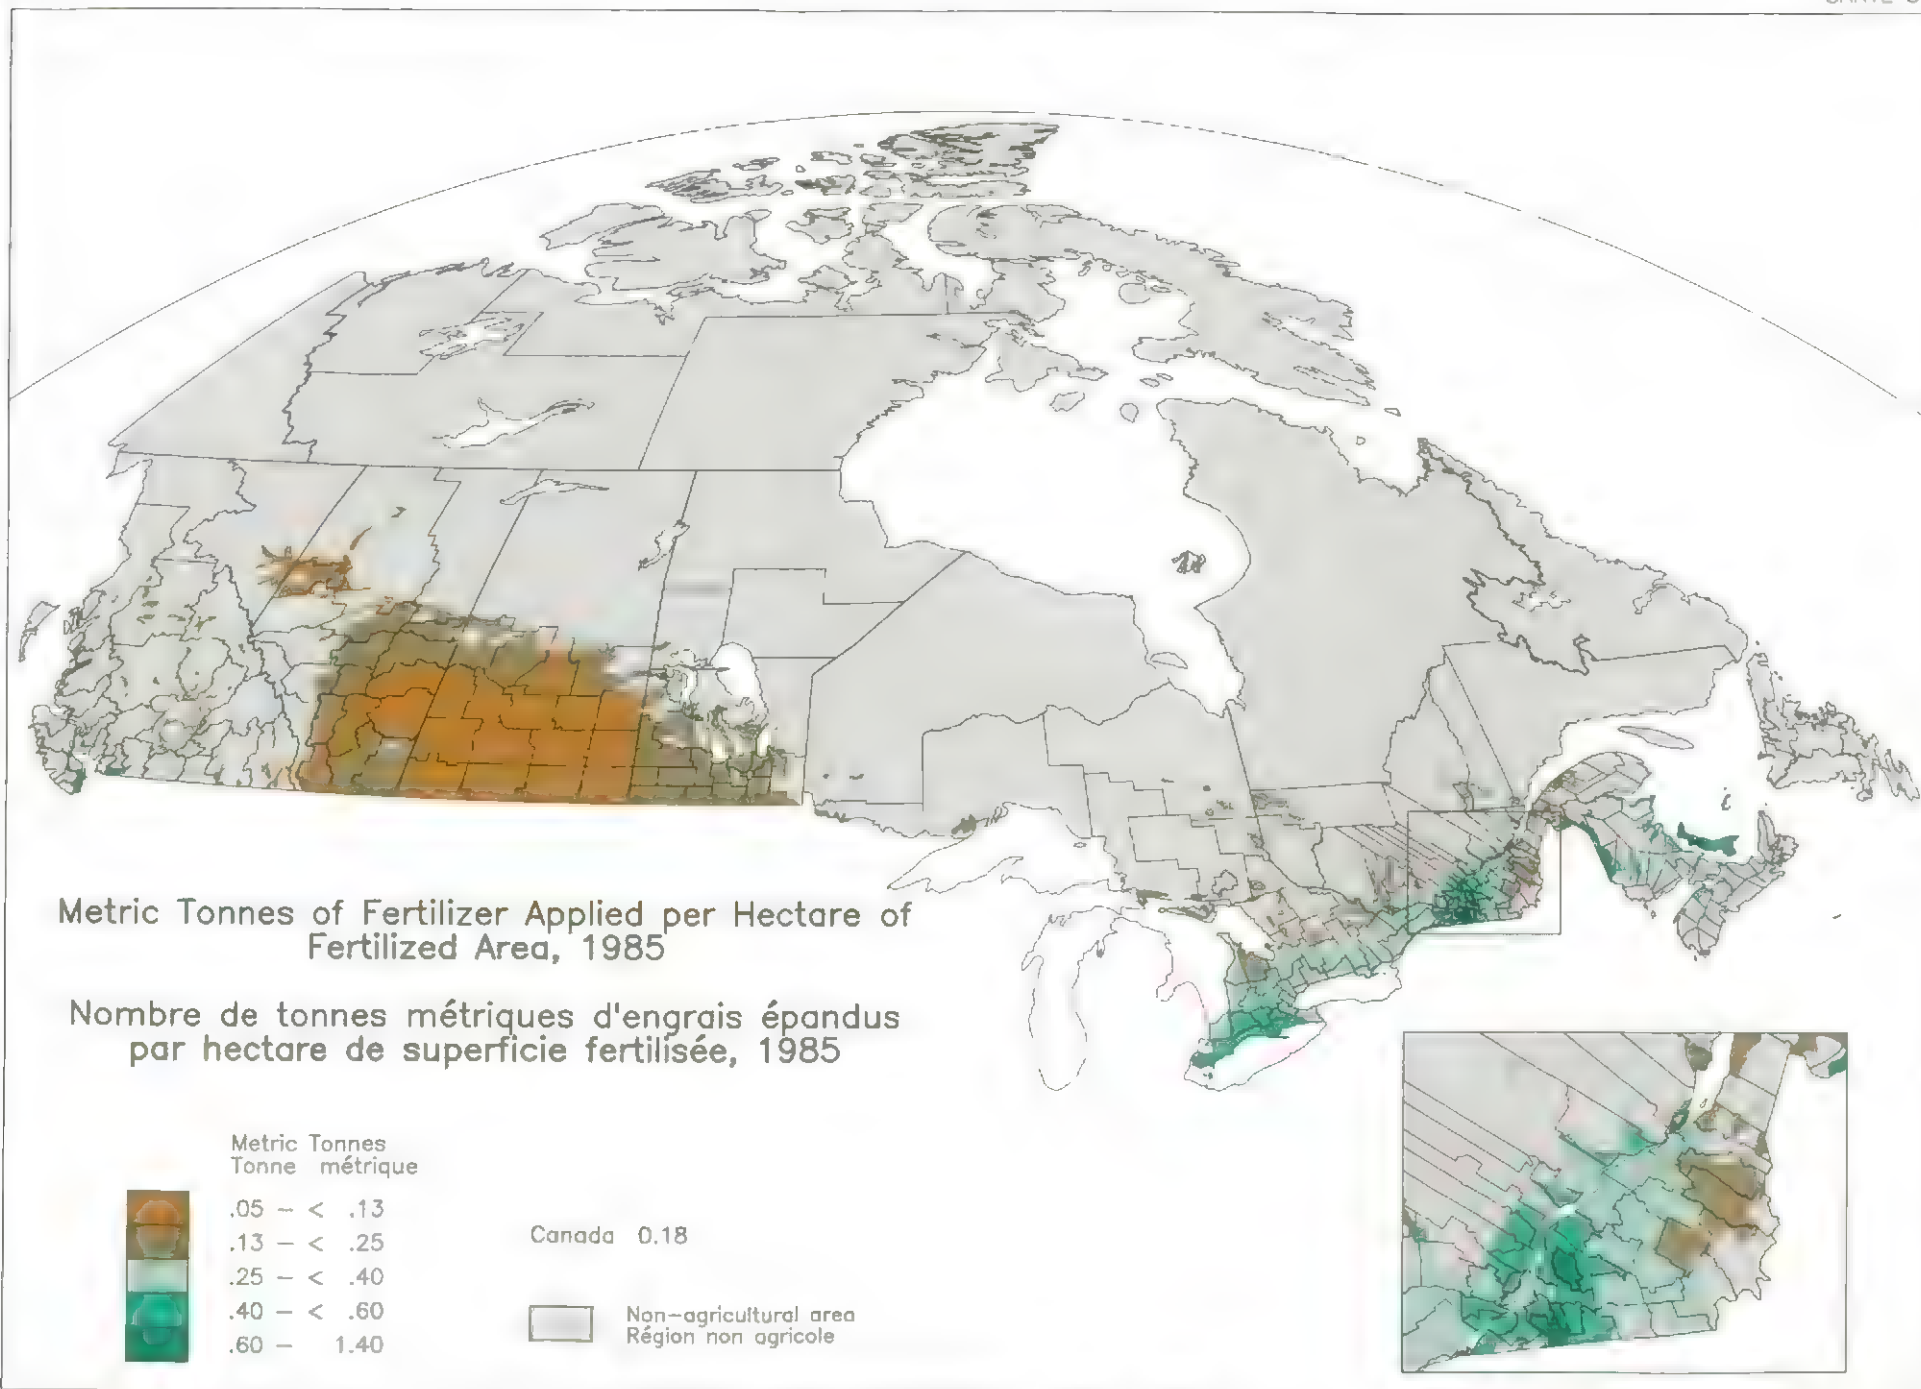 Metric Tonnes of Fertilizer Applied per Hectare of
Fertilized Area, 1985
Nombre de tonnes métriques d'engrais épandus
par hectare de superficie fertilisée, 1985
Metric Tonnes
Tonne métrique
.05 – < .13
.13 – < .25
.25 – < .40
.40 – < .60
.60 – 1.40
Canada 0.18
Non-agricultural area
Région non agricole